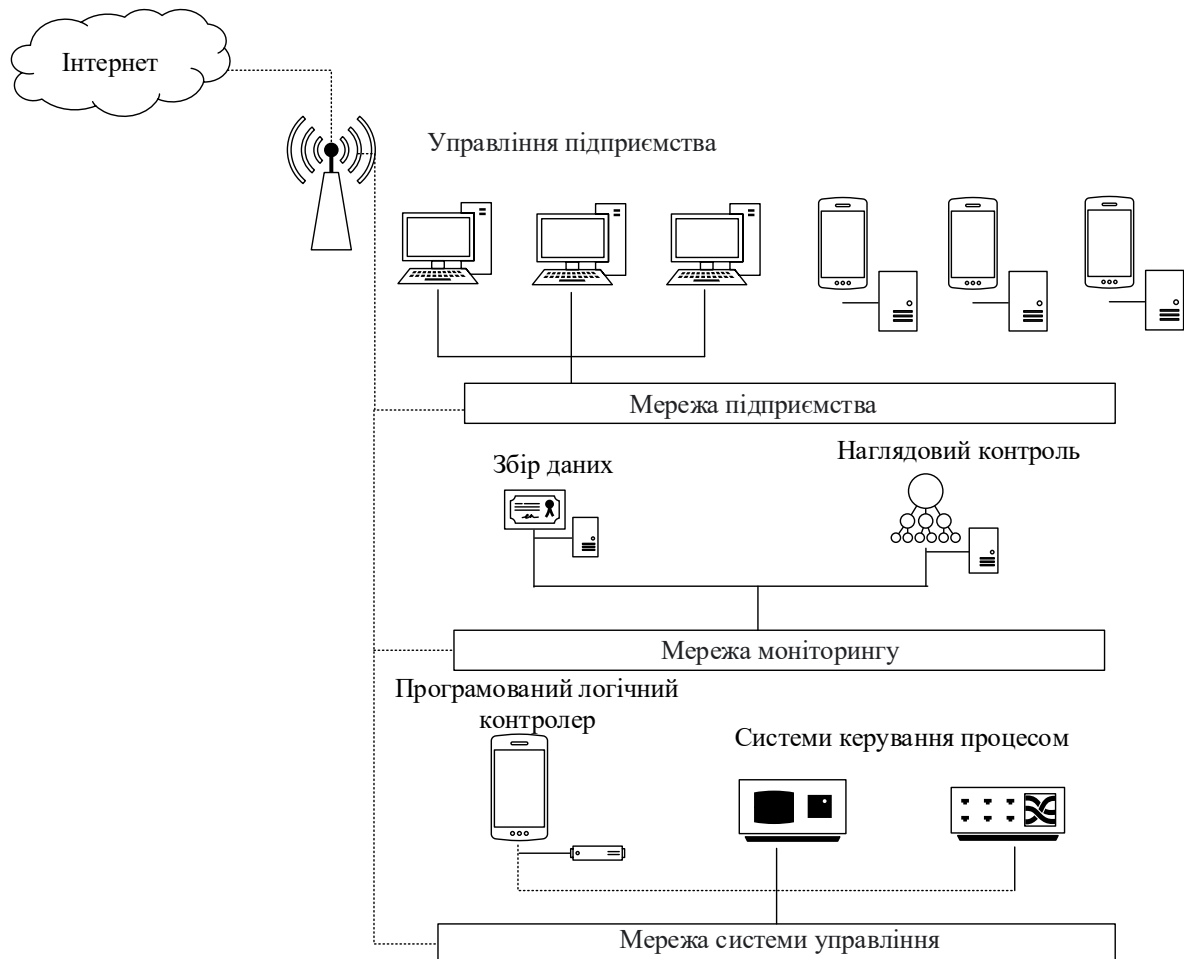 Інтернет
Управління підприємства
Мережа підприємства
Збір даних
Наглядовий контроль
Мережа моніторингу
Програмований логічний
контролер
Системи керування процесом
Мережа системи управління